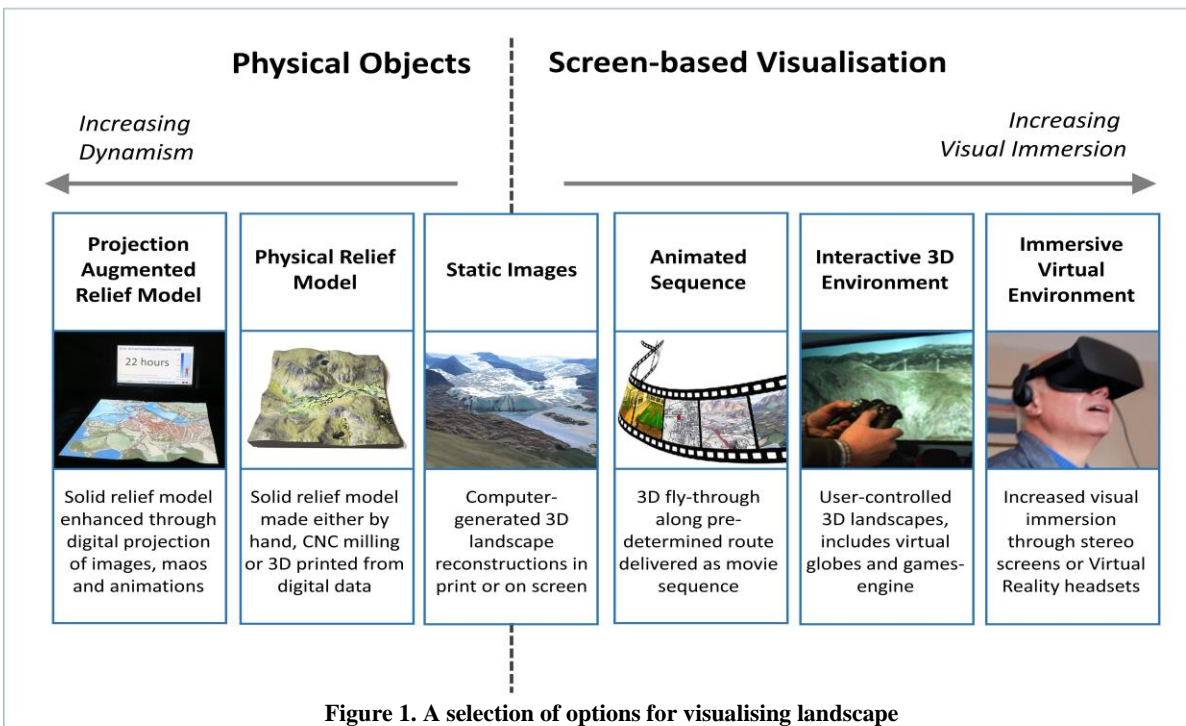 Physical Objects
Screen-based Visualisation
Increasing
Dynamism
Increasing
Visual Immersion
Projection
Augmented
Relief Model
Physical Relief
Model
Static Images
Animated
Sequence
Interactive 3D
Environment
Immersive
Virtual
Environment
22 hours
Solid relief model
enhanced through
digital projection
of images, maos
and animations
Solid relief model
made either by
hand, CNC milling
or 3D printed from
digital data
Computer-
generated 3D
landscape
reconstructions in
print or on screen
3D fly-through
along pre-
determined route
delivered as movie
sequence
User-controlled
3D landscapes,
includes virtual
globes and games-
engine
Increased visual
immersion
through stereo
screens or Virtual
Reality headsets
Figure 1. A selection of options for visualising landscape